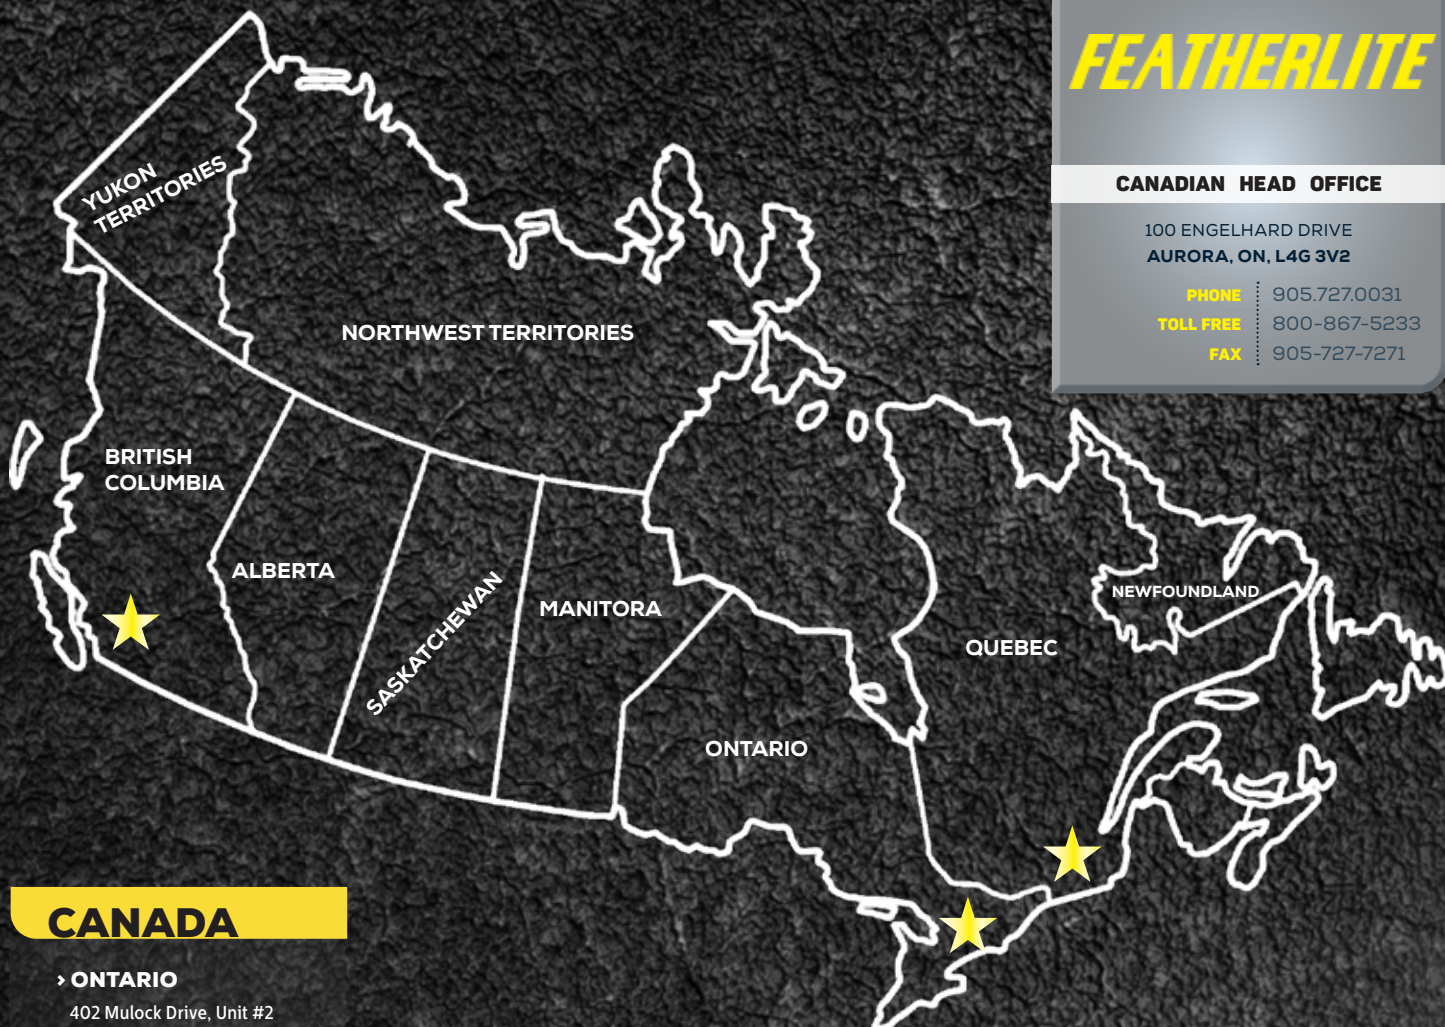 FEATHERLITE
CANADIAN HEAD OFFICE
100 ENGELHARD DRIVE
AURORA, ON, L4G 3V2
PHONE 905.727.0031
TOLL FREE 800-867-5233
FAX 905-727-7271
YUKON
TERRITORIES
NORTHWEST TERRITORIES
BRITISH
COLUMBIA
ALBERTA
SASKATCHEWAN
MANITORA
ONTARIO
QUEBEC
NEWFOUNDLAND
CANADA
› ONTARIO
402 Mulock Drive, Unit #2